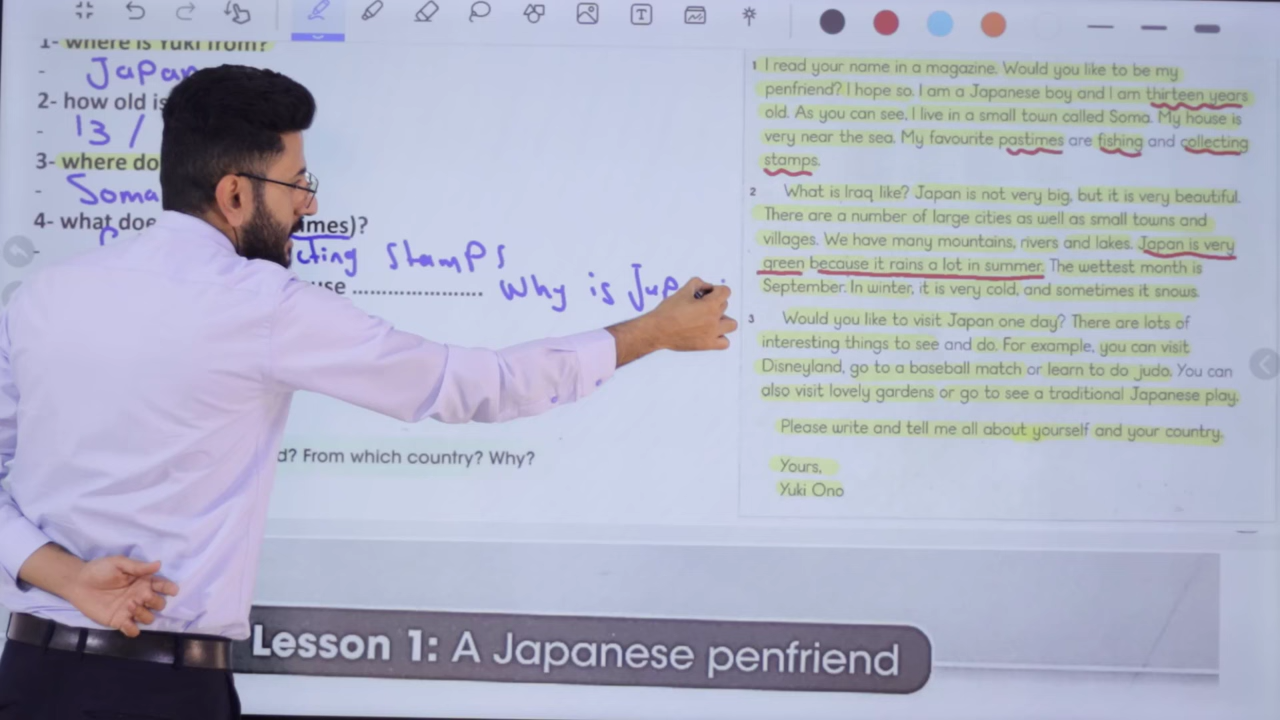 1- where is Yuki from?
- Japan
2- how old is
- 13 /
3- where do
- Soma
4- what doe
imes)?
cting stamps
use .................... Why is Jap
d? From which country? Why?
1 I read your name in a magazine. Would you like to be my
penfriend? I hope so. I am a Japanese boy and I am thirteen years
old. As you can see, I live in a small town called Soma. My house is
very near the sea. My favourite pastimes are fishing and collecting
stamps.
2 What is Iraq like? Japan is not very big, but it is very beautiful.
There are a number of large cities as well as small towns and
villages. We have many mountains, rivers and lakes. Japan is very
green because it rains a lot in summer. The wettest month is
September. In winter, it is very cold, and sometimes it snows.
3 Would you like to visit Japan one day? There are lots of
interesting things to see and do. For example, you can visit
Disneyland, go to a baseball match or learn to do judo. You can
also visit lovely gardens or go to see a traditional Japanese play.
Please write and tell me all about yourself and your country.
Yours,
Yuki Ono
Lesson 1: A Japanese penfriend